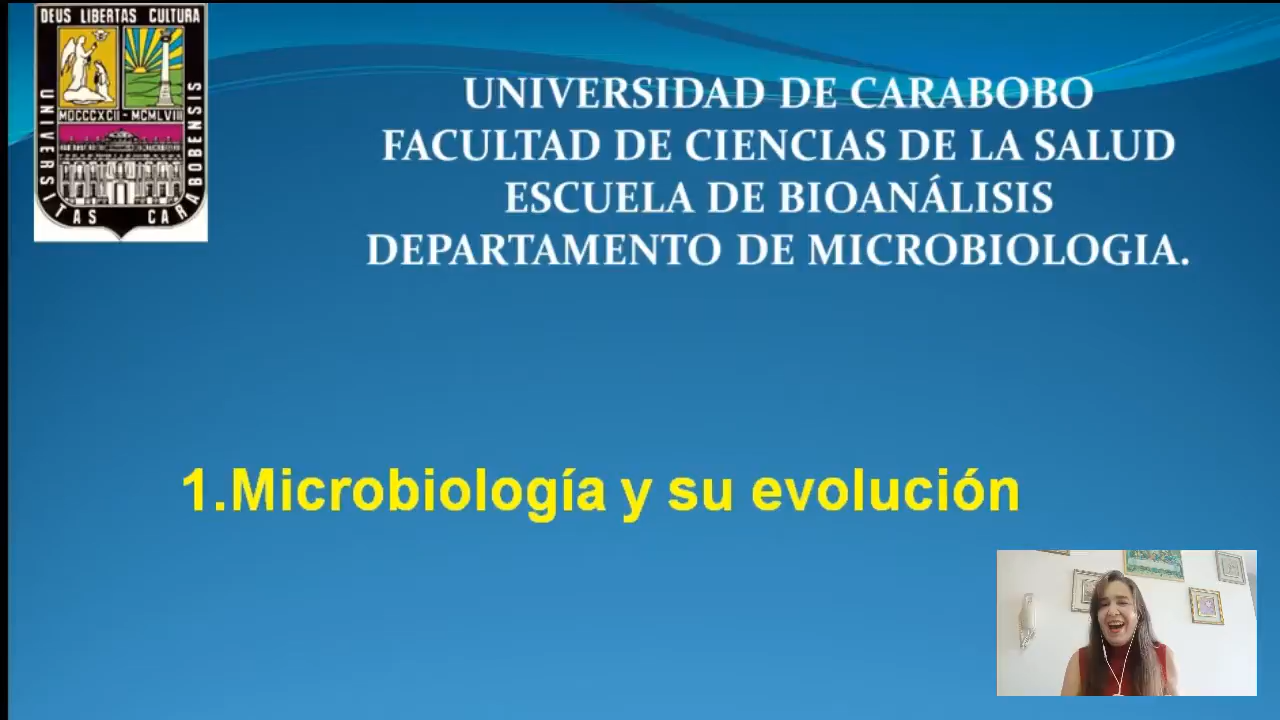 DEUS LIBERTAS CULTURA
UNIVERSITAS CARABOBENSIS
MDCCCXCII - MCMLVIII
UNIVERSIDAD DE CARABOBO
FACULTAD DE CIENCIAS DE LA SALUD
ESCUELA DE BIOANÁLISIS
DEPARTAMENTO DE MICROBIOLOGIA.
1.Microbiología y su evolución